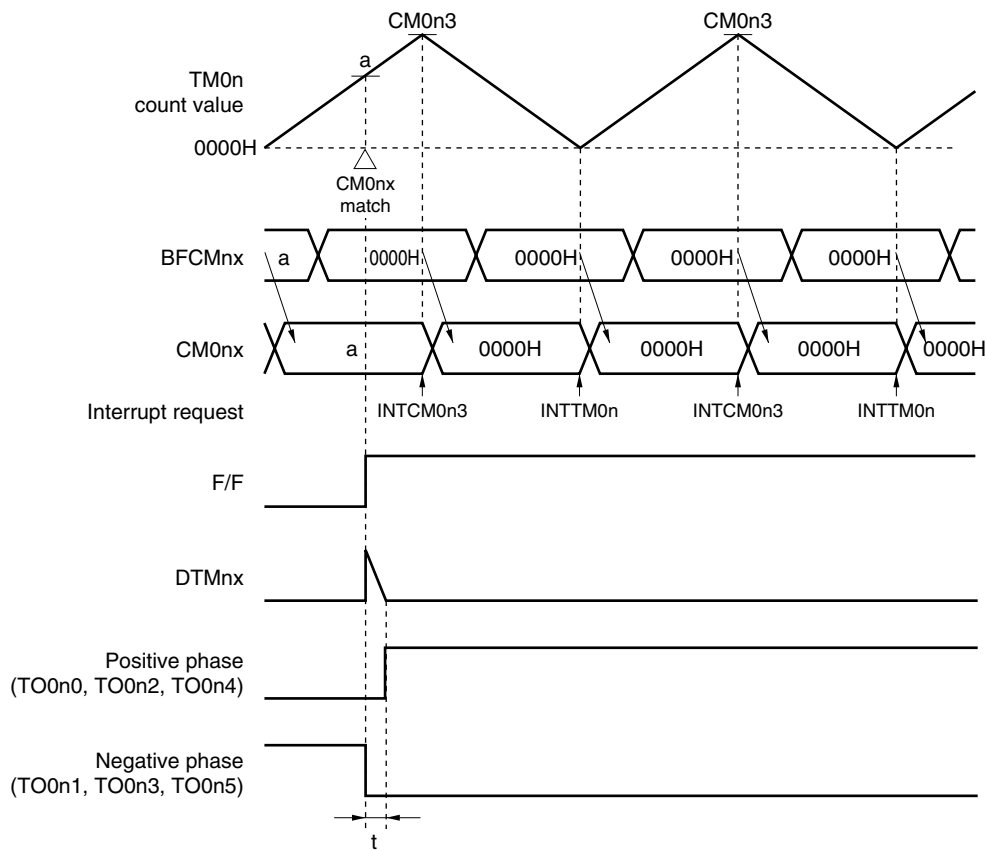 CM0n3
CM0n3
a
TM0n
count value
0000H
CM0nx
match
BFCMnx
a
0000H
0000H
0000H
0000H
CM0nx
a
0000H
0000H
0000H
0000H
Interrupt request
INTCM0n3
INTTM0n
INTCM0n3
INTTM0n
F/F
DTMnx
Positive phase
(TO0n0, TO0n2, TO0n4)
Negative phase
(TO0n1, TO0n3, TO0n5)
t